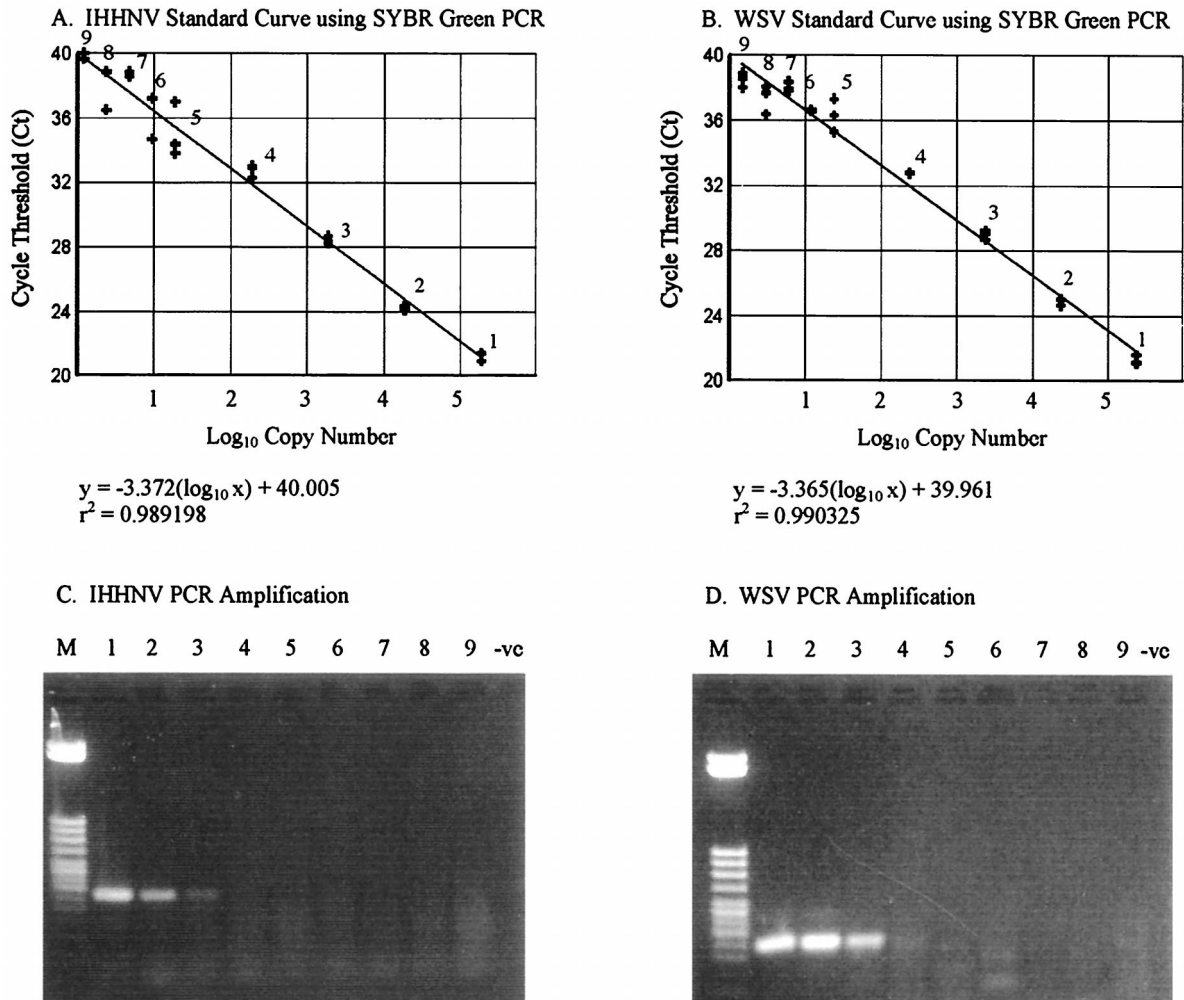 A. IHHNV Standard Curve using SYBR Green PCR
40
36
32
28
24
20
Cycle Threshold (Ct)
9
8
7
6
5
4
3
2
1
1 2 3 4 5
Log10 Copy Number
y = -3.372(log10 x) + 40.005
r2 = 0.989198
B. WSV Standard Curve using SYBR Green PCR
40
36
32
28
24
20
Cycle Threshold (Ct)
9
8
7
6
5
4
3
2
1
1 2 3 4 5
Log10 Copy Number
y = -3.365(log10 x) + 39.961
r2 = 0.990325
C. IHHNV PCR Amplification
M 1 2 3 4 5 6 7 8 9 -ve
D. WSV PCR Amplification
M 1 2 3 4 5 6 7 8 9 -ve